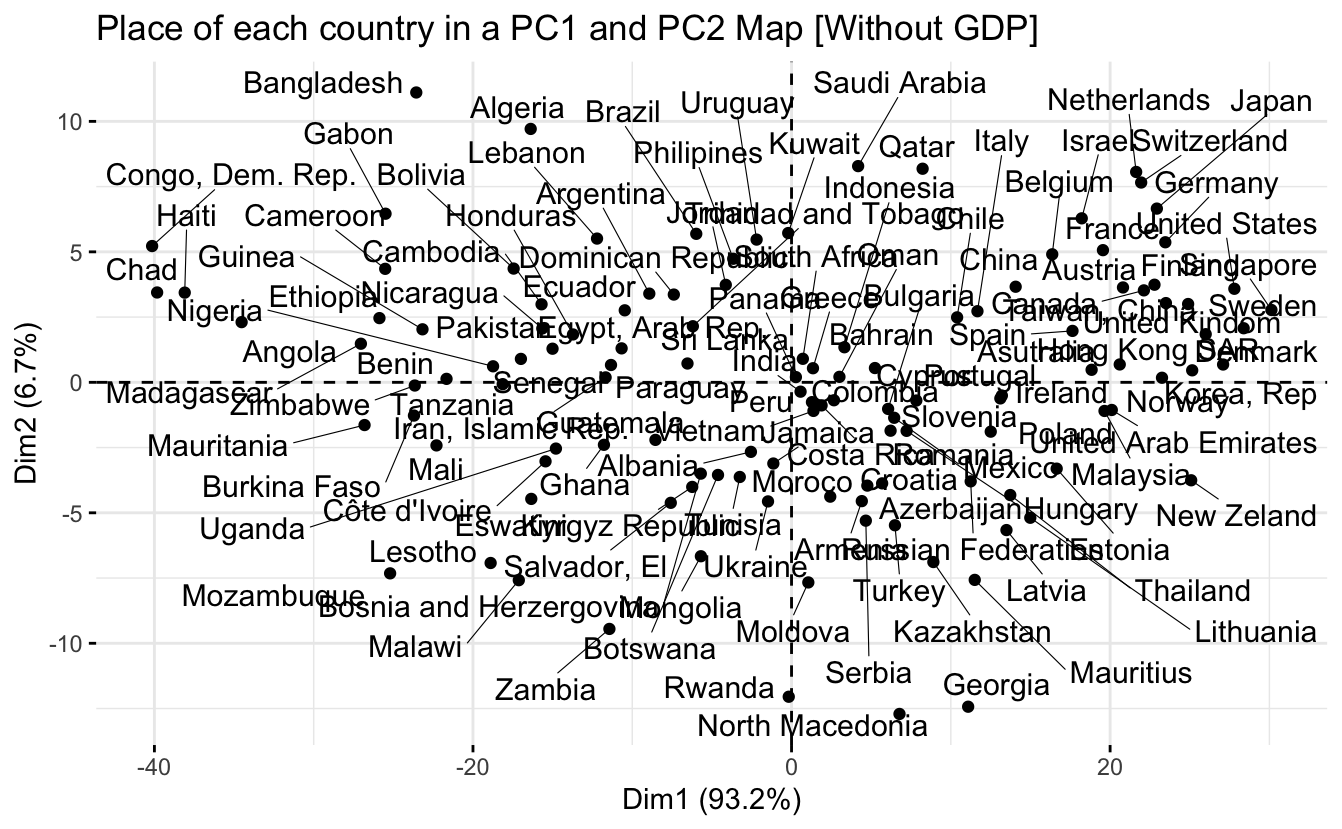 Place of each country in a PC1 and PC2 Map [Without GDP]
Bangladesh
Saudi Arabia
Algeria
Brazil
Uruguay
Netherlands
Japan
Gabon
Lebanon
Philipines
Kuwait
Qatar
Italy
Israel
Switzerland
Congo, Dem. Rep.
Bolivia
Argentina
Indonesia
Belgium
Germany
Haiti
Cameroon
Honduras
Jordan
Trinidad and Tobago
Chile
France
United States
Guinea
Cambodia
Dominican Republic
South Africa
Oman
China
Austria
Finland
Singapore
Chad
Ethiopia
Nicaragua
Ecuador
Panama
Greece
Bulgaria
Canada
Taiwan, China
Sweden
Nigeria
Pakistan
Egypt, Arab Rep.
Sri Lanka
Bahrain
Spain
United Kindom
Angola
Benin
India
Asutralia
Hong Kong SAR
Denmark
Madagascar
Zimbabwe
Tanzania
Senegal
Paraguay
Peru
Colombia
Cyprus
Portugal
Ireland
Norway
Korea, Rep
Mauritania
Iran, Islamic Rep.
Guatemala
Vietnam
Jamaica
Slovenia
Poland
United Arab Emirates
Burkina Faso
Mali
Ghana
Albania
Costa Rica
Romania
Mexico
Malaysia
Uganda
Côte d'Ivoire
Eswatini
Kyrgyz Republic
Tunisia
Moroco
Croatia
Azerbaijan
Hungary
New Zeland
Lesotho
Salvador, El
Ukraine
Armenia
Russian Federation
Estonia
Mozambuque
Bosnia and Herzergovina
Mongolia
Turkey
Latvia
Thailand
Malawi
Botswana
Moldova
Kazakhstan
Lithuania
Zambia
Rwanda
Serbia
Georgia
Mauritius
North Macedonia
10
5
0
-5
-10
Dim2 (6.7%)
-40
-20
0
20
Dim1 (93.2%)